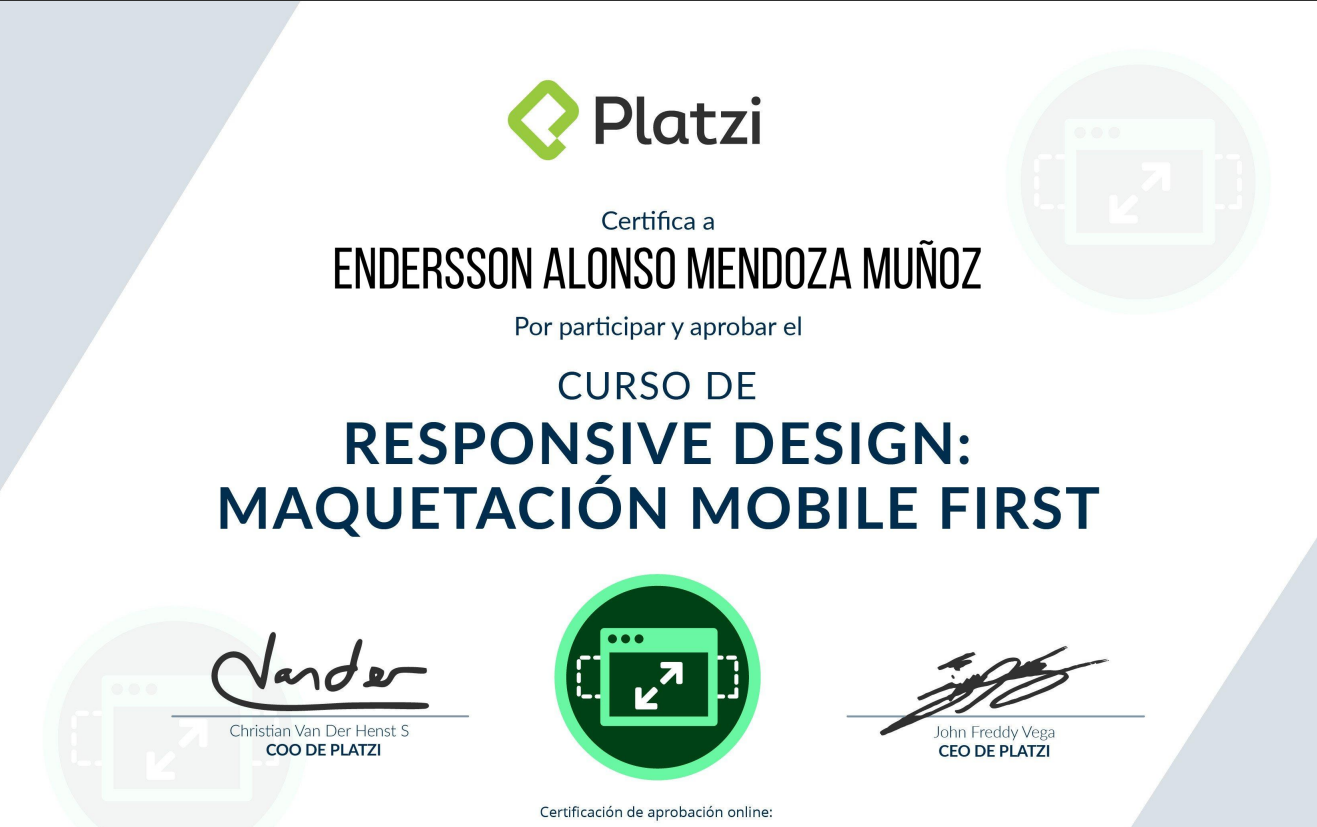 Platzi
Certifica a
ENDERSSON ALONSO MENDOZA MUÑOZ
Por participar y aprobar el
CURSO DE
RESPONSIVE DESIGN:
MAQUETACIÓN MOBILE FIRST
Vander
Christian Van Der Henst S
COO DE PLATZI
John Freddy Vega
CEO DE PLATZI
Certificación de aprobación online: